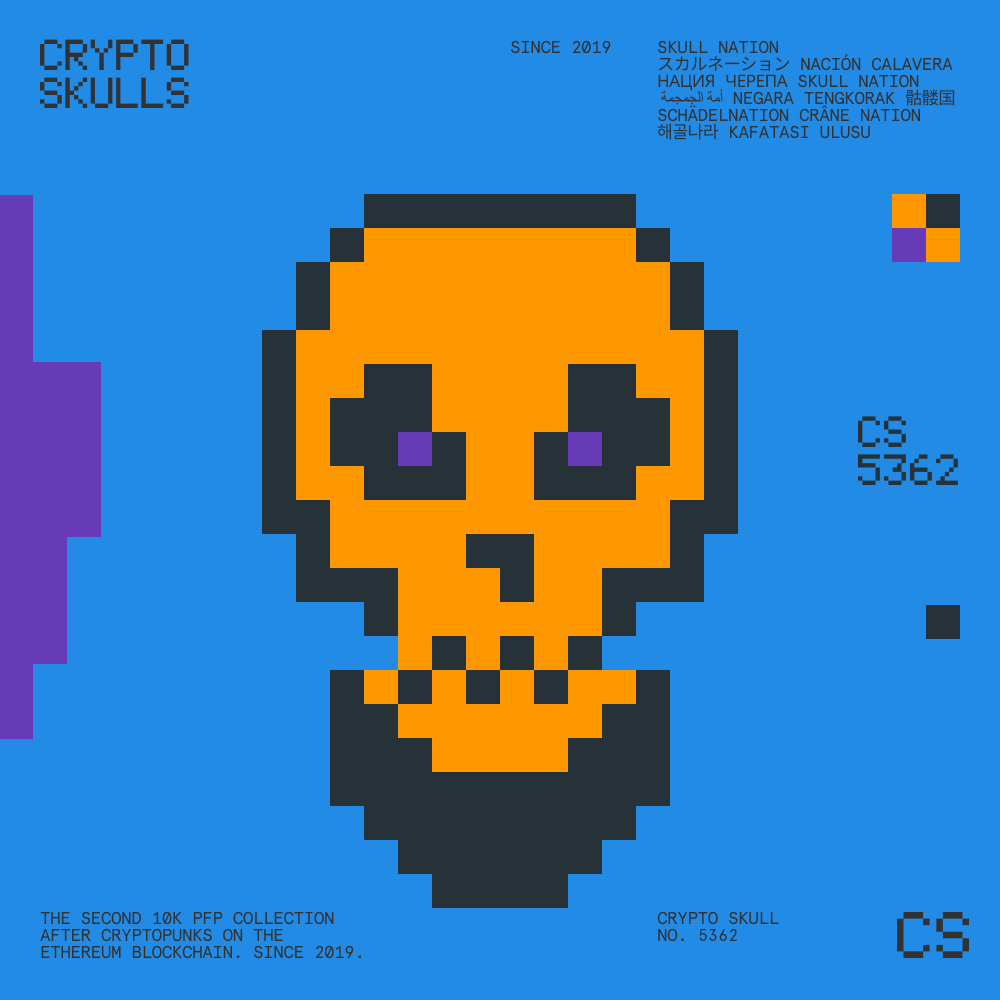 CRYPTO
SKULLS
SINCE 2019
SKULL NATION
スカルネーション NACIÓN CALAVERA
НАЦИЯ ЧЕРЕПА SKULL NATION
أمة الجمجمة NEGARA TENGKORAK 骷髅国
SCHÄDELNATION CRÂNE NATION
해골나라 KAFATASI ULUSU
CS
5362
THE SECOND 10K PFP COLLECTION
AFTER CRYPTOPUNKS ON THE
ETHEREUM BLOCKCHAIN. SINCE 2019.
CRYPTO SKULL
NO. 5362
CS